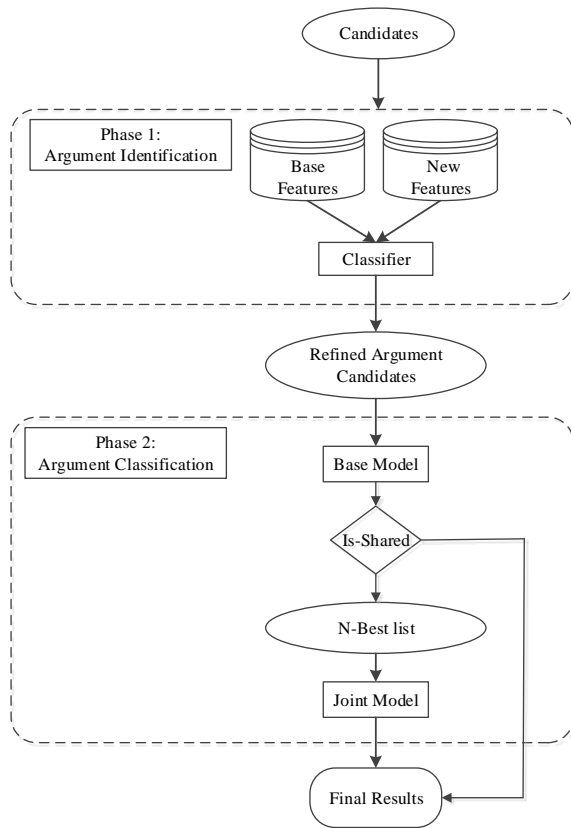 Candidates
Phase 1:
Argument Identification
Base
Features
New
Features
Classifier
Refined Argument
Candidates
Phase 2:
Argument Classification
Base Model
Is-Shared
N-Best list
Joint Model
Final Results